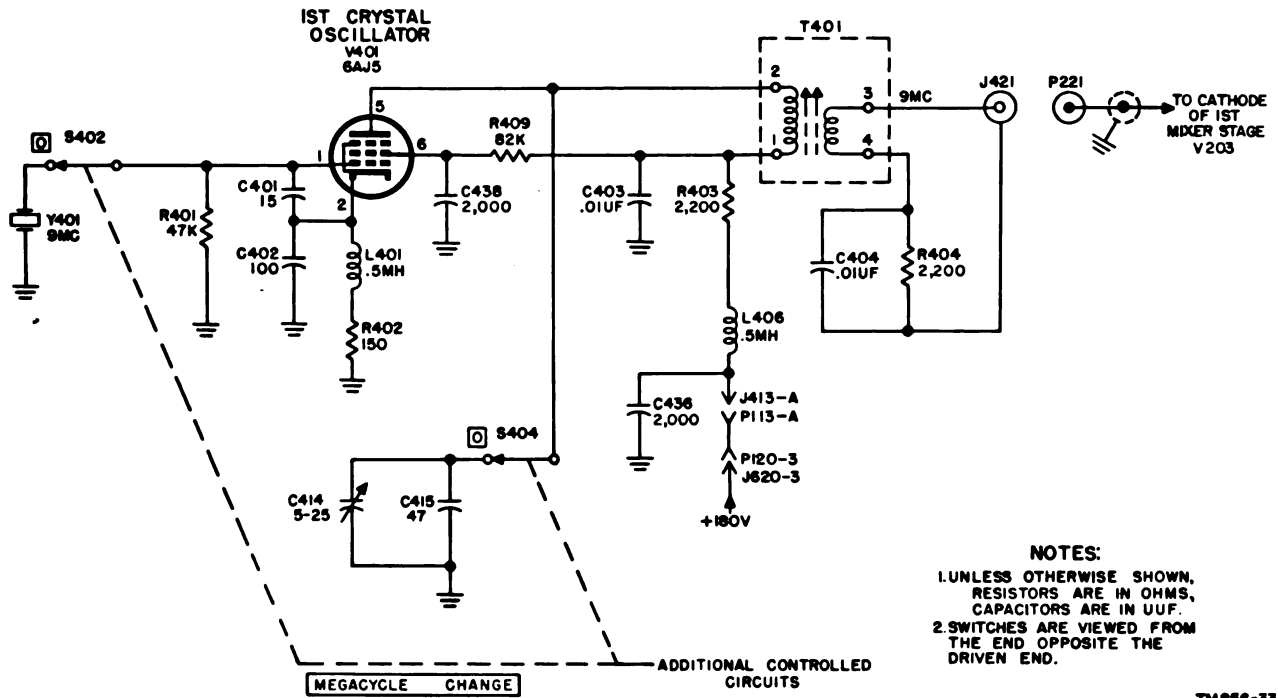 1ST CRYSTAL
OSCILLATOR
V401
6AJ5
T401
2
3
9MC
J421
P221
TO CATHODE
OF 1ST
MIXER STAGE
V203
5
O S402
1
6
R409
82K
1
4
C401
15
2
C438
2,000
C403
.01UF
R403
2,200
Y401
9MC
R401
47K
C402
100
L401
.5MH
C404
.01UF
R404
2,200
R402
150
L406
.5MH
C436
2,000
J413-A
P113-A
O S404
P120-3
J620-3
C414
5-25
C415
47
+180V
NOTES:
1. UNLESS OTHERWISE SHOWN,
RESISTORS ARE IN OHMS,
CAPACITORS ARE IN UUF.
2. SWITCHES ARE VIEWED FROM
THE END OPPOSITE THE
DRIVEN END.
ADDITIONAL CONTROLLED
CIRCUITS
MEGACYCLE CHANGE